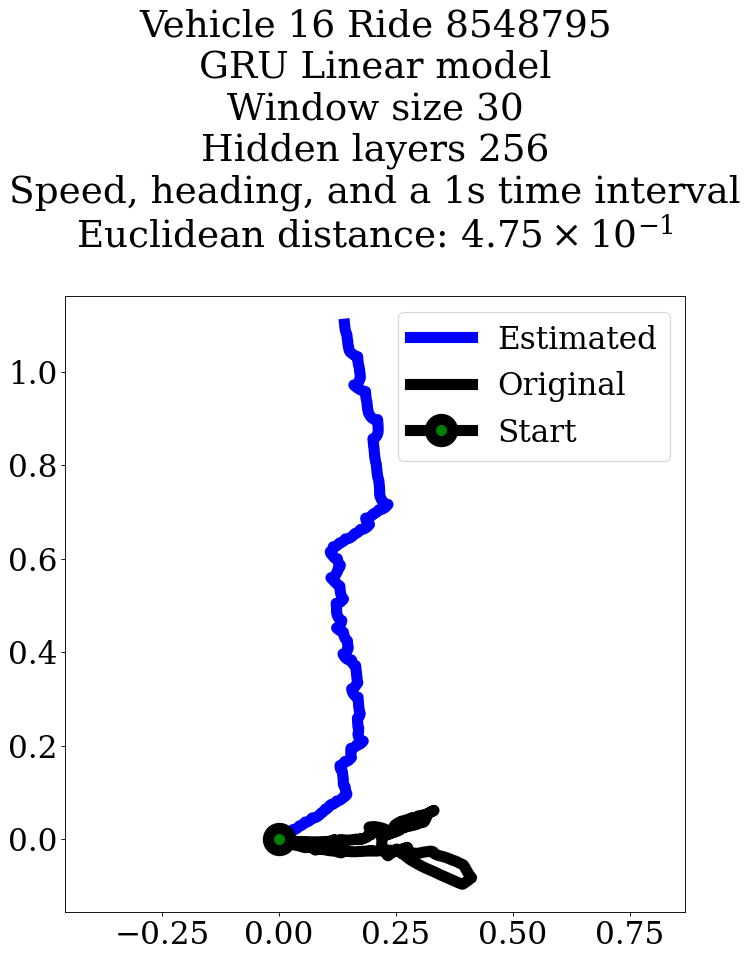 Vehicle 16 Ride 8548795
GRU Linear model
Window size 30
Hidden layers 256
Speed, heading, and a 1s time interval
Euclidean distance: 4.75 × 10⁻¹
Estimated
Original
Start
1.0
0.8
0.6
0.4
0.2
0.0
−0.25 0.00 0.25 0.50 0.75